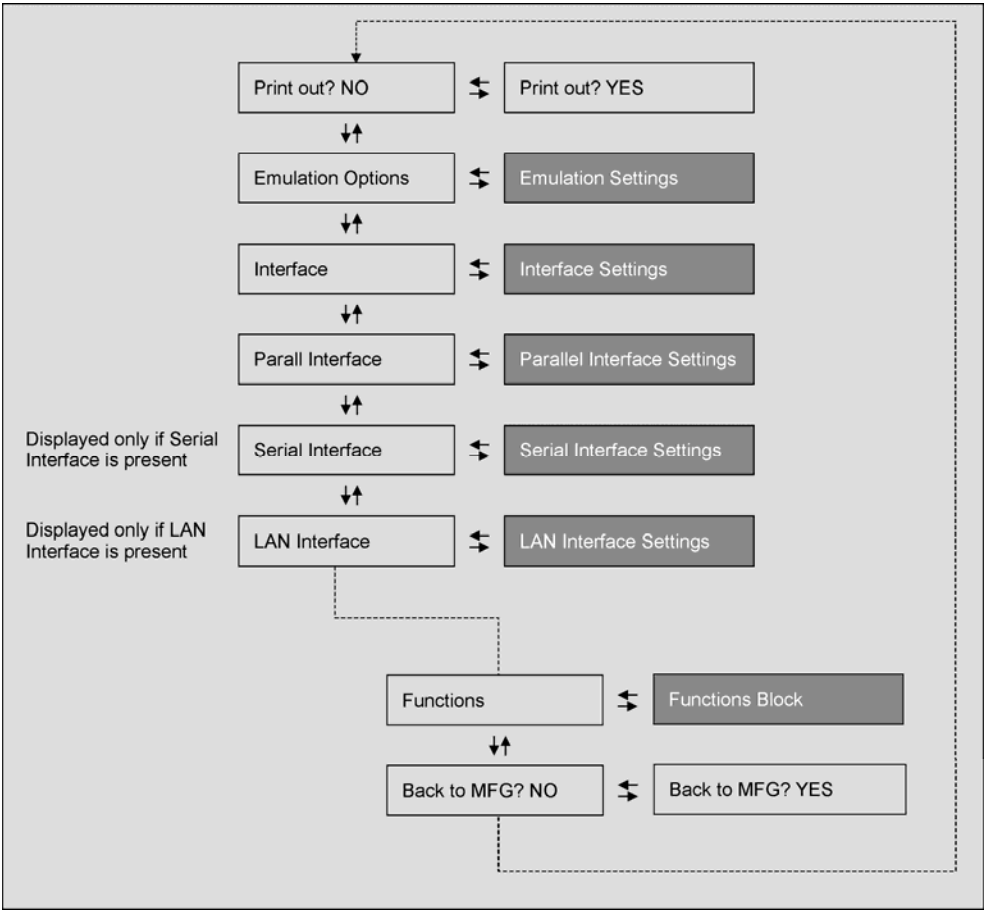 Print out? NO
Print out? YES
Emulation Options
Emulation Settings
Interface
Interface Settings
Parall Interface
Parallel Interface Settings
Displayed only if Serial
Interface is present
Serial Interface
Serial Interface Settings
Displayed only if LAN
Interface is present
LAN Interface
LAN Interface Settings
Functions
Functions Block
Back to MFG? NO
Back to MFG? YES